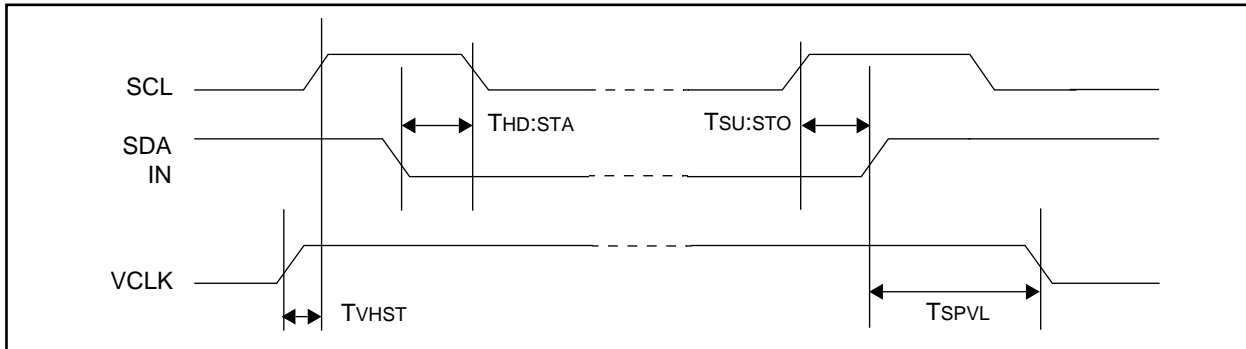 SCL
THD:STA
TSU:STO
SDA
IN
VCLK
TVHST
TSPVL